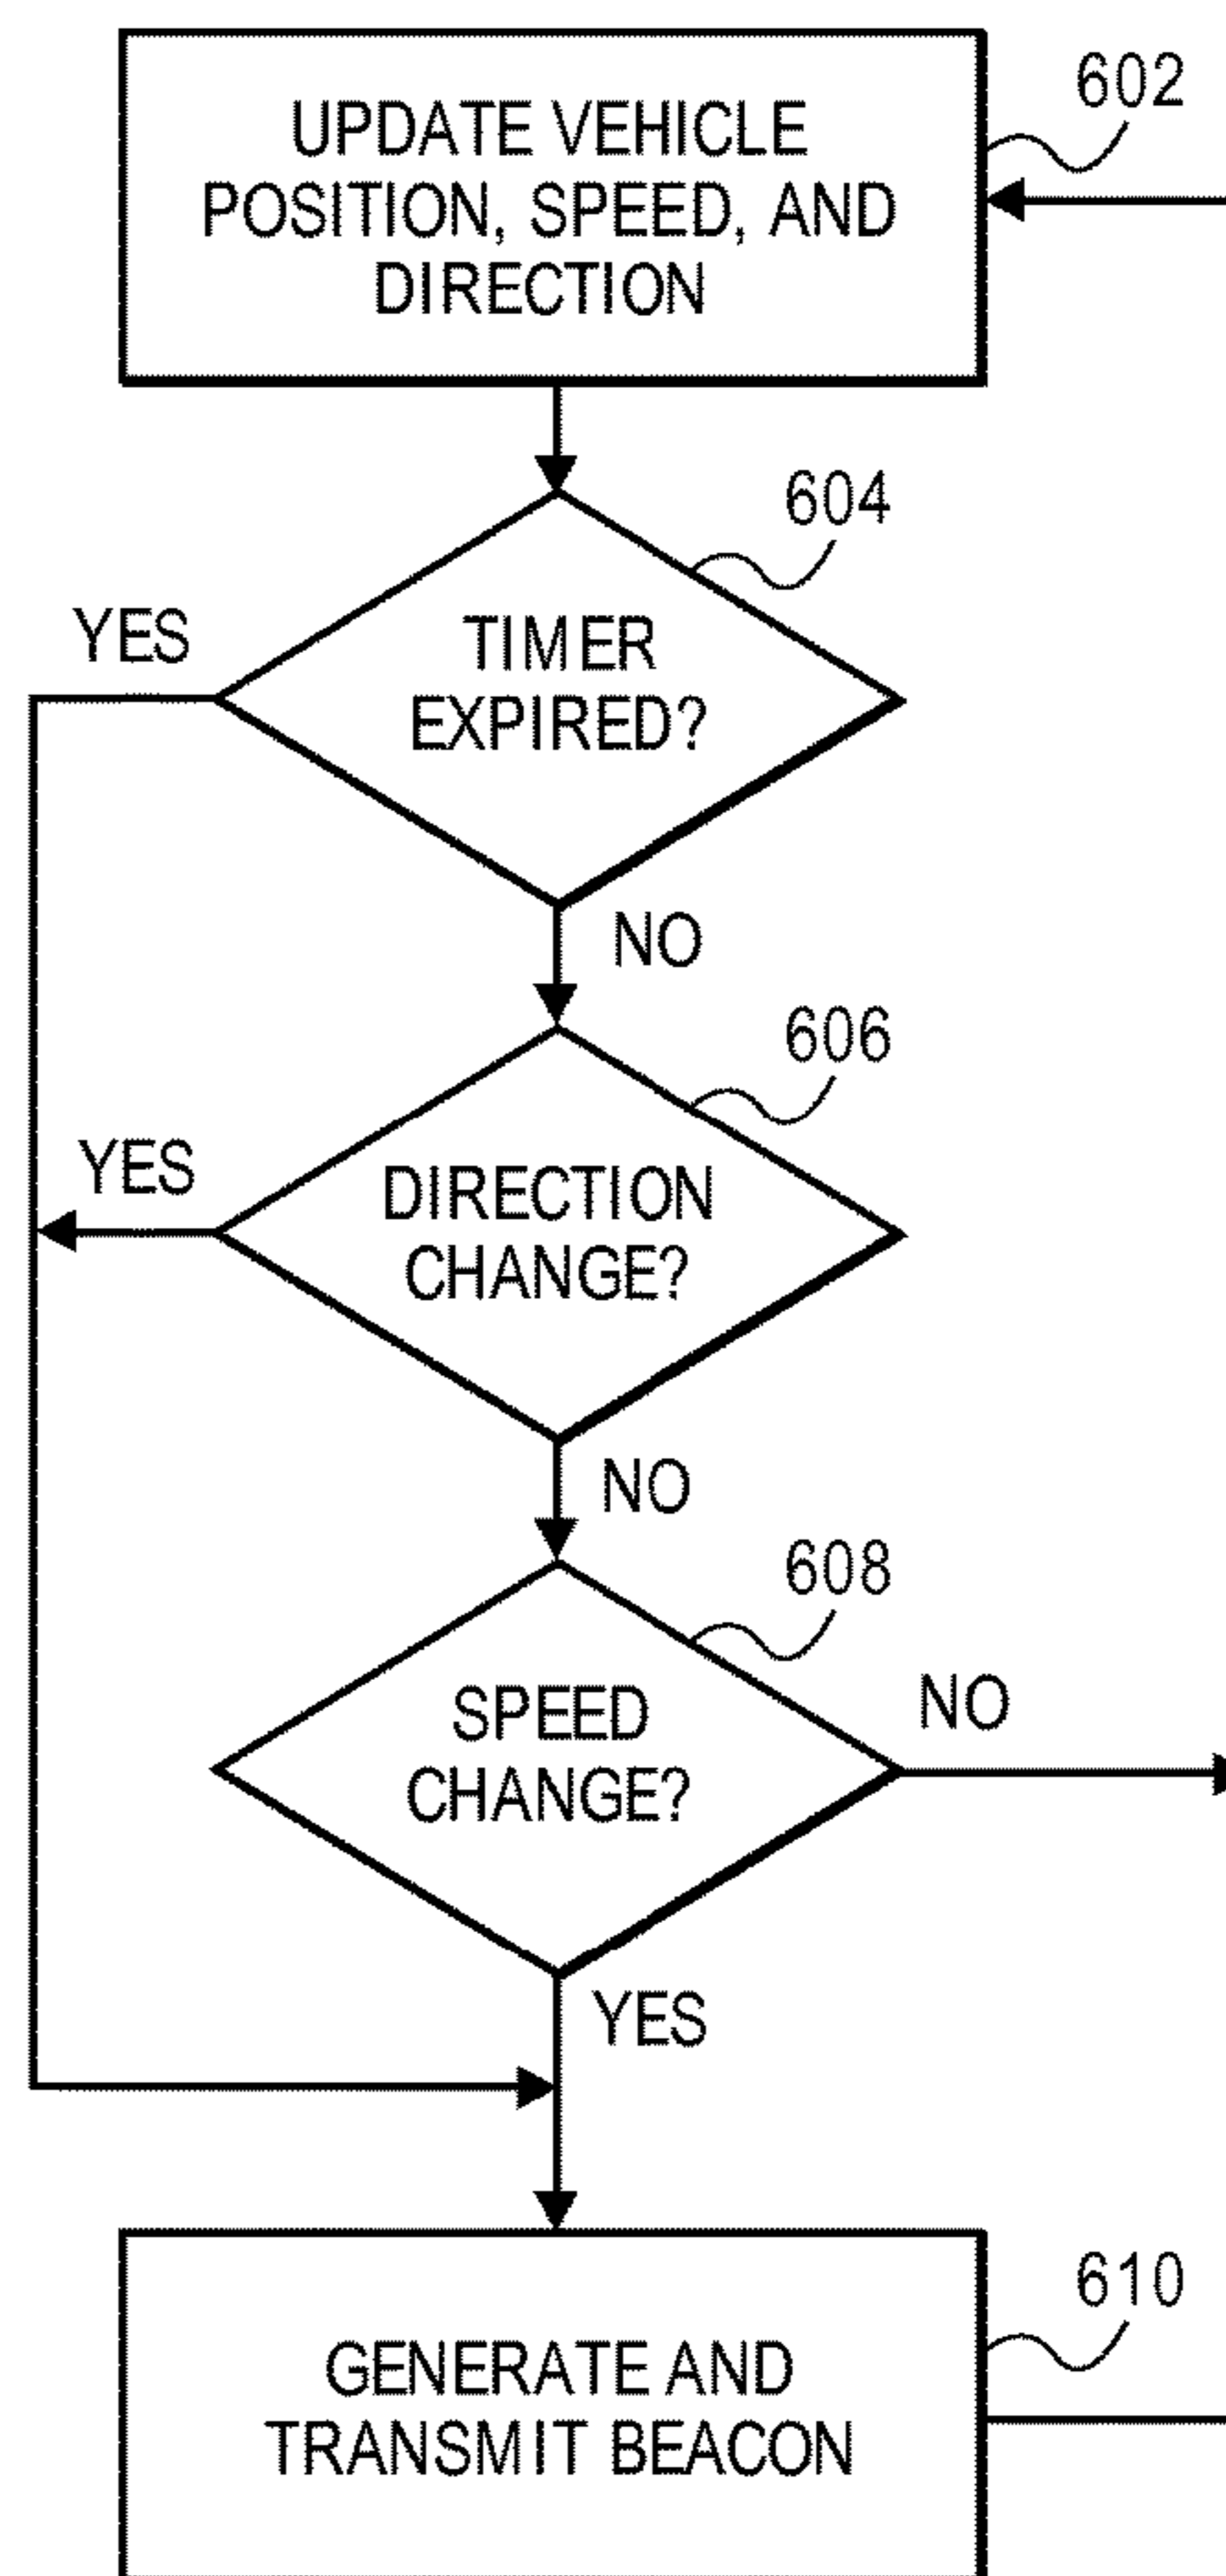 602
UPDATE VEHICLE
POSITION, SPEED, AND
DIRECTION
604
YES
TIMER
EXPIRED?
NO
606
YES
DIRECTION
CHANGE?
NO
608
SPEED
CHANGE?
NO
YES
610
GENERATE AND
TRANSMIT BEACON